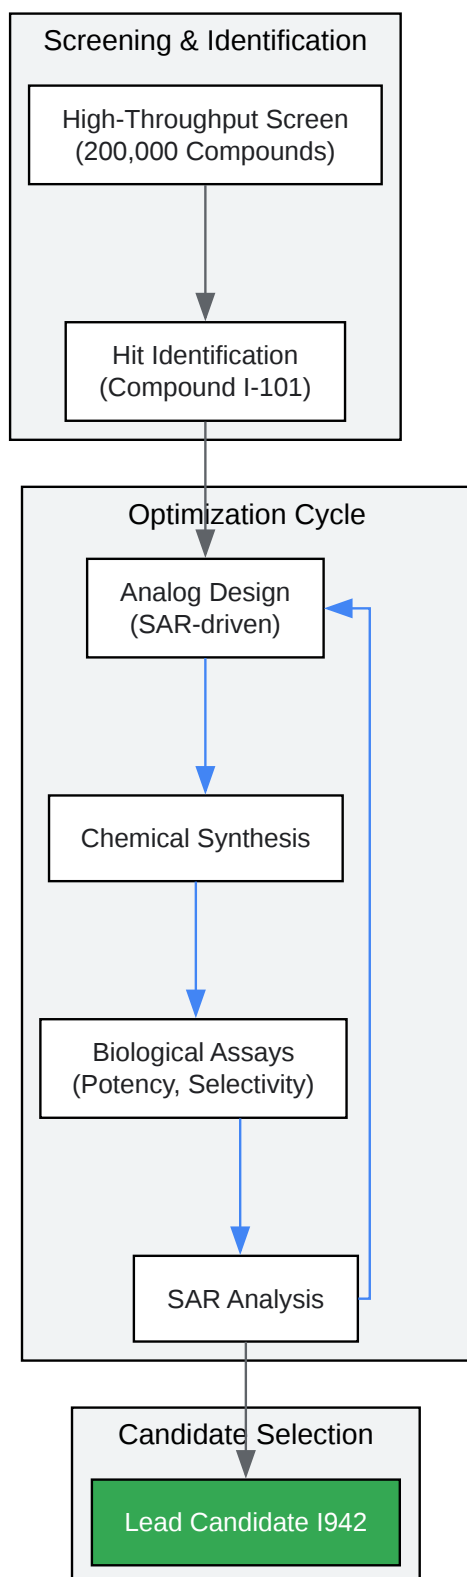 Screening & Identification
High-Throughput Screen
(200,000 Compounds)
Hit Identification
(Compound I-101)
Optimization Cycle
Analog Design
(SAR-driven)
Chemical Synthesis
Biological Assays
(Potency, Selectivity)
SAR Analysis
Candidate Selection
Lead Candidate I942